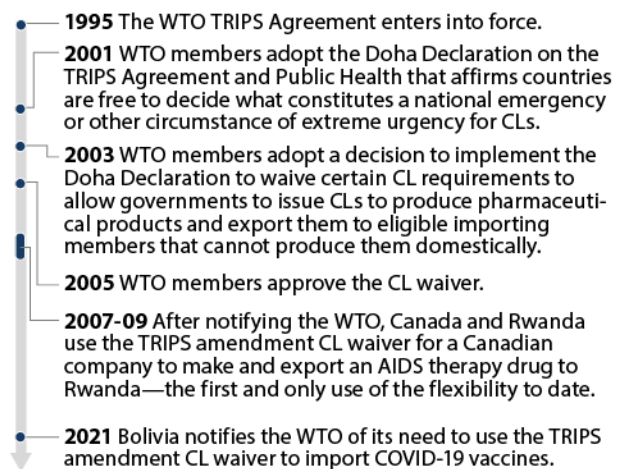 1995 The WTO TRIPS Agreement enters into force.
2001 WTO members adopt the Doha Declaration on the
TRIPS Agreement and Public Health that affirms countries
are free to decide what constitutes a national emergency
or other circumstance of extreme urgency for CLs.
2003 WTO members adopt a decision to implement the
Doha Declaration to waive certain CL requirements to
allow governments to issue CLs to produce pharmaceuti-
cal products and export them to eligible importing
members that cannot produce them domestically.
2005 WTO members approve the CL waiver.
2007-09 After notifying the WTO, Canada and Rwanda
use the TRIPS amendment CL waiver for a Canadian
company to make and export an AIDS therapy drug to
Rwanda—the first and only use of the flexibility to date.
2021 Bolivia notifies the WTO of its need to use the TRIPS
amendment CL waiver to import COVID-19 vaccines.